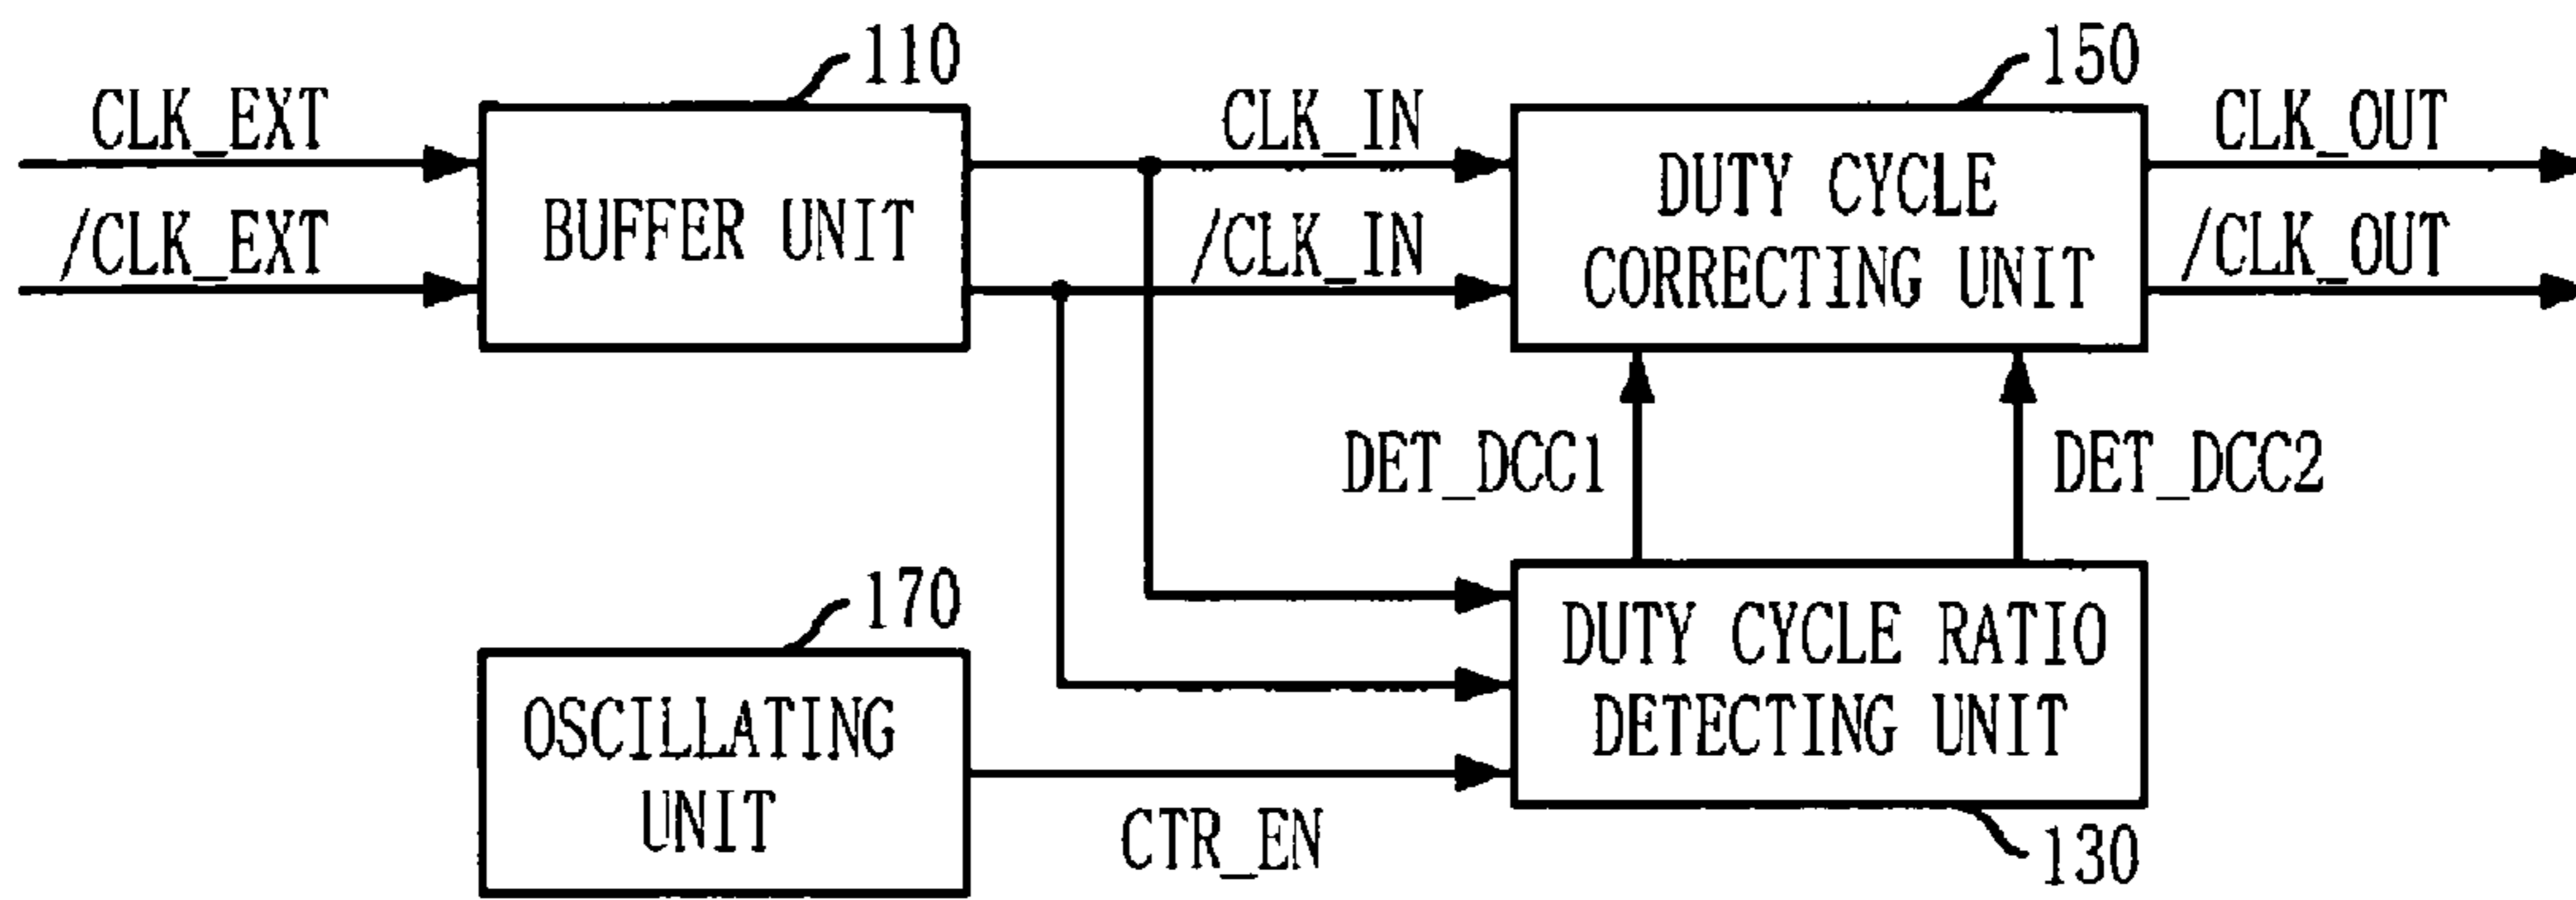 110
150
CLK_EXT
CLK_IN
CLK_OUT
/CLK_EXT
BUFFER UNIT
/CLK_IN
DUTY CYCLE
CORRECTING UNIT
/CLK_OUT
DET_DCC1
DET_DCC2
170
OSCILLATING
UNIT
DUTY CYCLE RATIO
DETECTING UNIT
CTR_EN
130